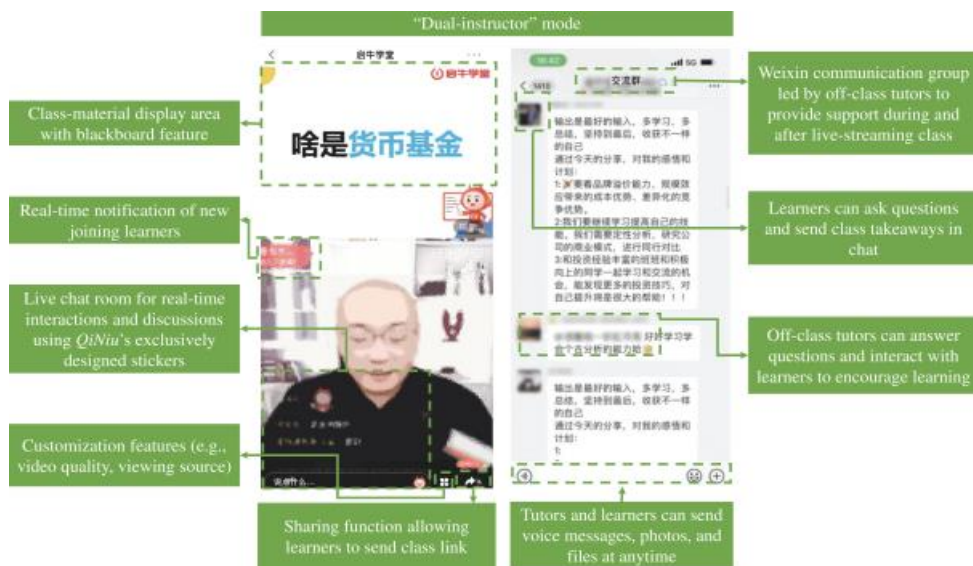 “Dual-instructor” mode
Class-material display area
with blackboard feature
Real-time notification of new
joining learners
Live chat room for real-time
interactions and discussions
using QiNiu’s exclusively
designed stickers
Customization features (e.g.,
video quality, viewing source)
启牛学堂
启牛学堂
啥是货币基金
说点什么...
Sharing function allowing
learners to send class link
5G
交流群
输出是最好的输入，多学习，多
总结，坚持到最后，收获不一样
的自己
通过今天的分享，对我的感悟和
计划：
应带来的成本优势、差异化的竞
争优势。
2:我们要继续学习提高自己的技
能，我们需要定性分析，研究公
司的商业模式，进行同行对比
3:和投资经验丰富的班班和积极
向上的同学一起学习和交流的机
会，能发现更多的投资技巧，对
自己提升将是很大的帮助！！！
好好学习学
输出是最好的输入，多学习，多
总结，坚持到最后，收获不一样
的自己
通过今天的分享，对我的感悟和
计划：
1:
Weixin communication group
led by off-class tutors to
provide support during and
after live-streaming class
Learners can ask questions
and send class takeaways in
chat
Off-class tutors can answer
questions and interact with
learners to encourage learning
Tutors and learners can send
voice messages, photos, and
files at anytime